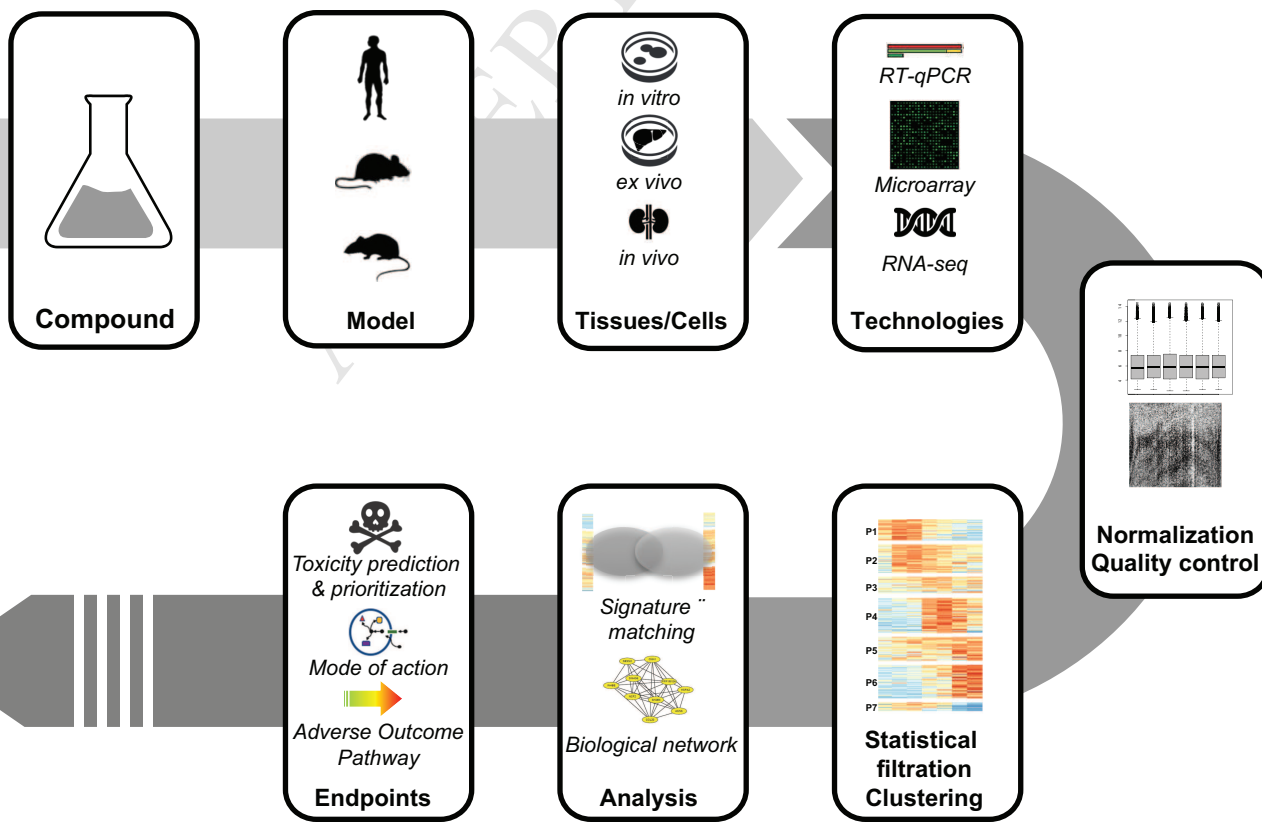 Compound
Model
in vitro
ex vivo
in vivo
Tissues/Cells
RT-qPCR
Microarray
RNA-seq
Technologies
Normalization
Quality control
P1
P2
P3
P4
P5
P6
P7
Statistical
filtration
Clustering
Signature ¨
matching
Biological network
Analysis
Toxicity prediction
& prioritization
Mode of action
Adverse Outcome
Pathway
Endpoints